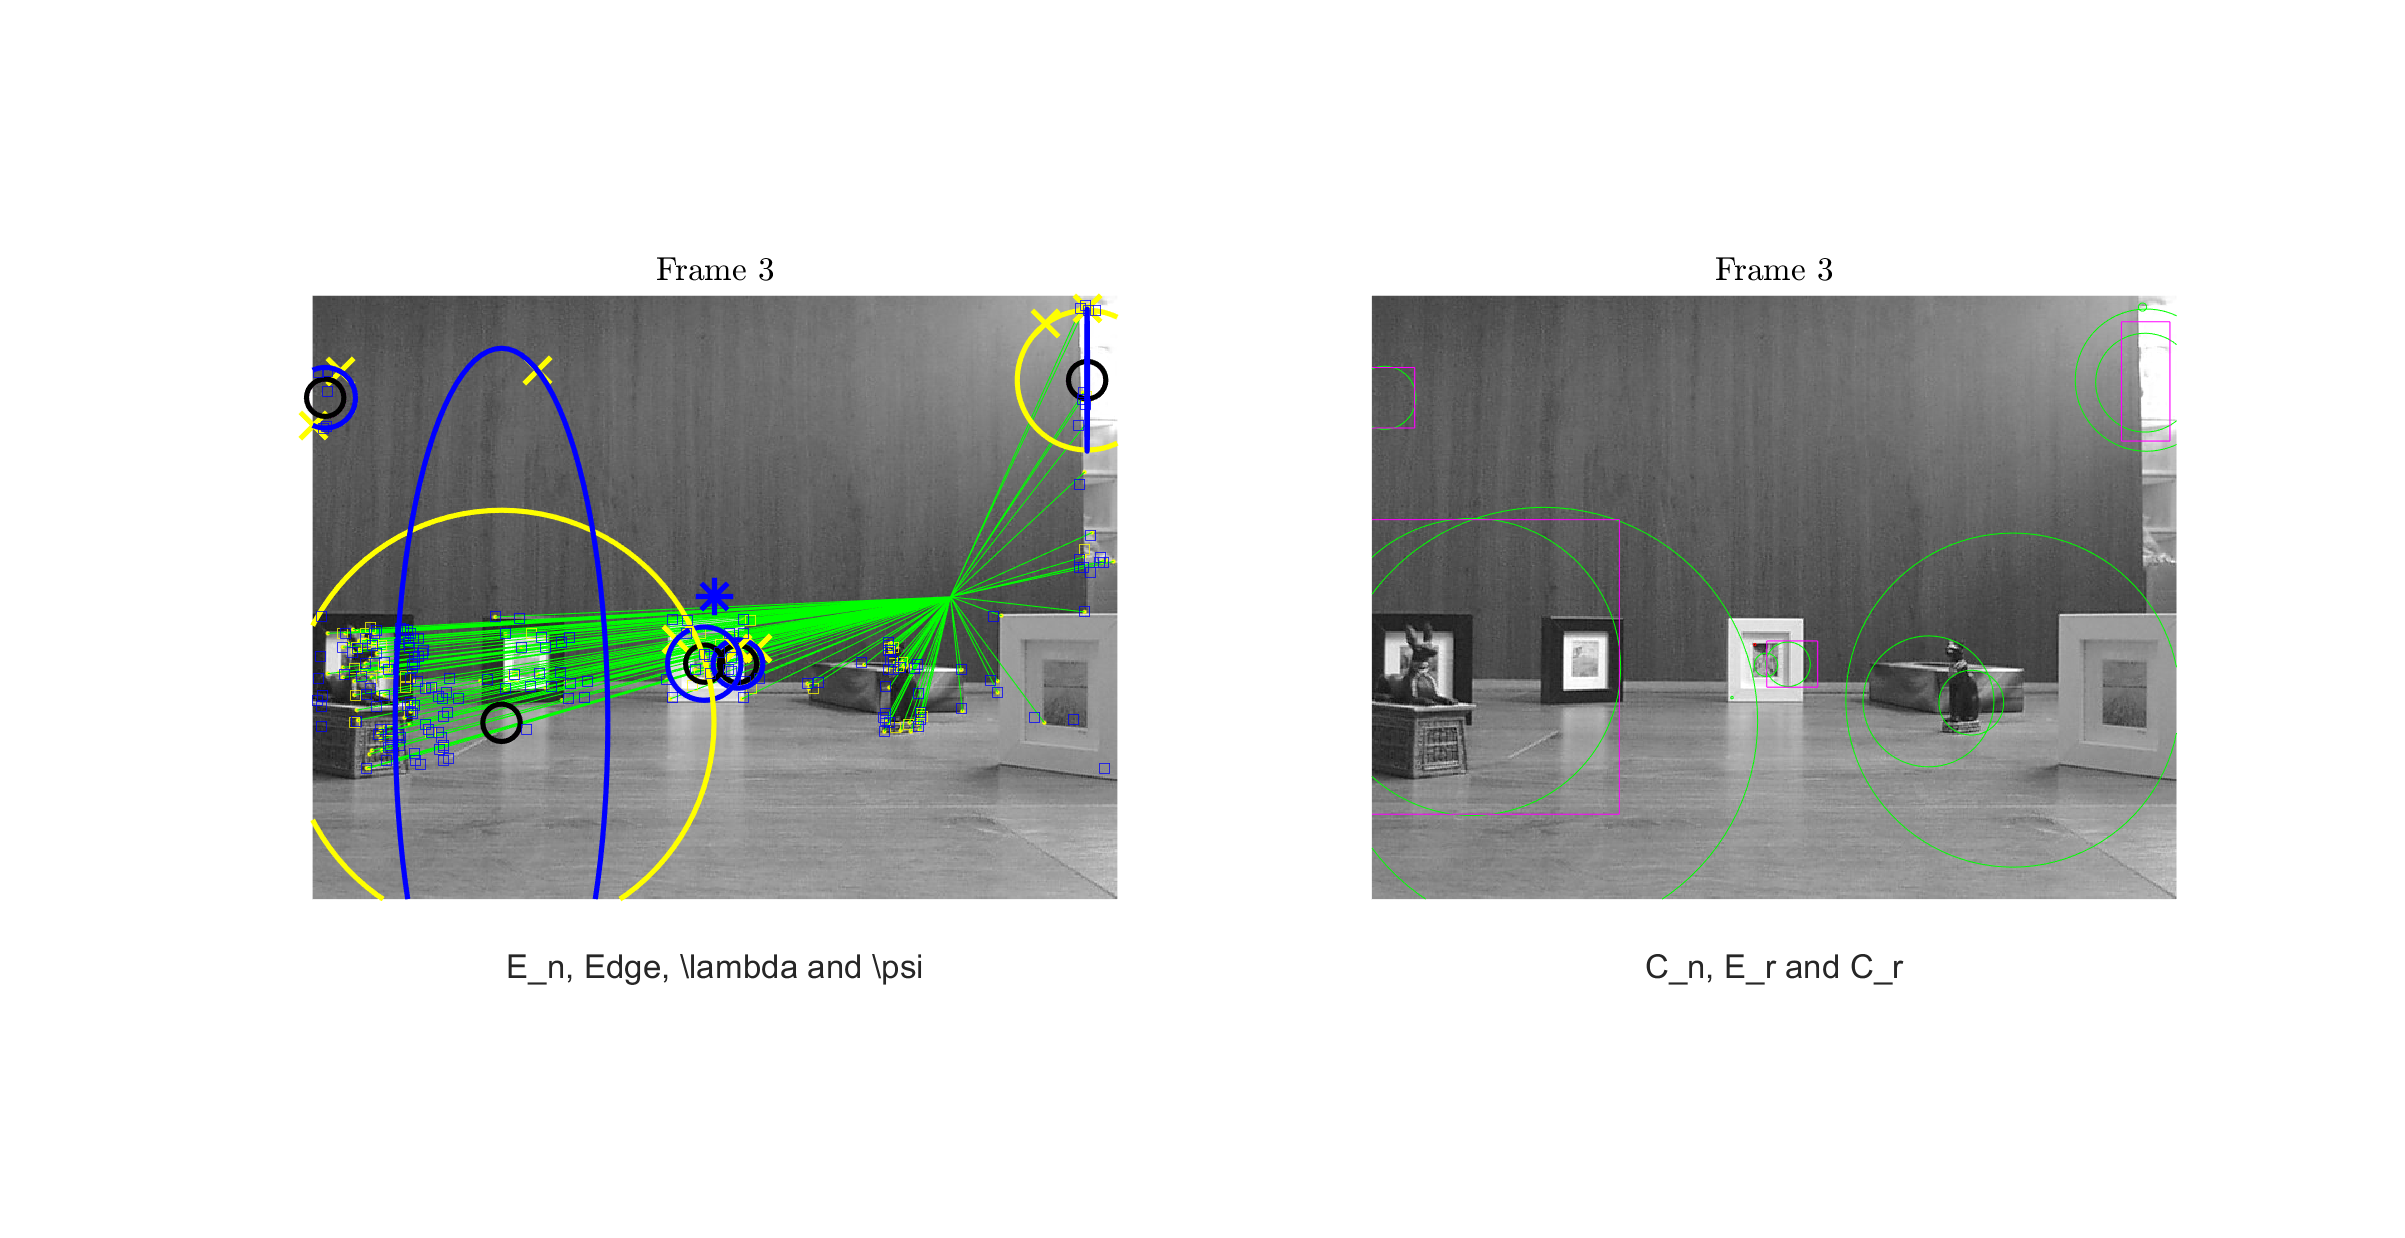 Frame 3
Frame 3
E_n, Edge, \lambda and \psi
C_n, E_r and C_r